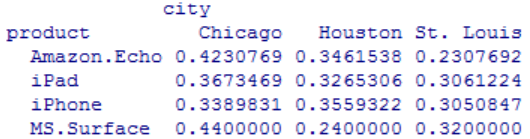 city
product Chicago Houston St. Louis
Amazon.Echo 0.4230769 0.3461538 0.2307692
iPad 0.3673469 0.3265306 0.3061224
iPhone 0.3389831 0.3559322 0.3050847
MS.Surface 0.4400000 0.2400000 0.3200000